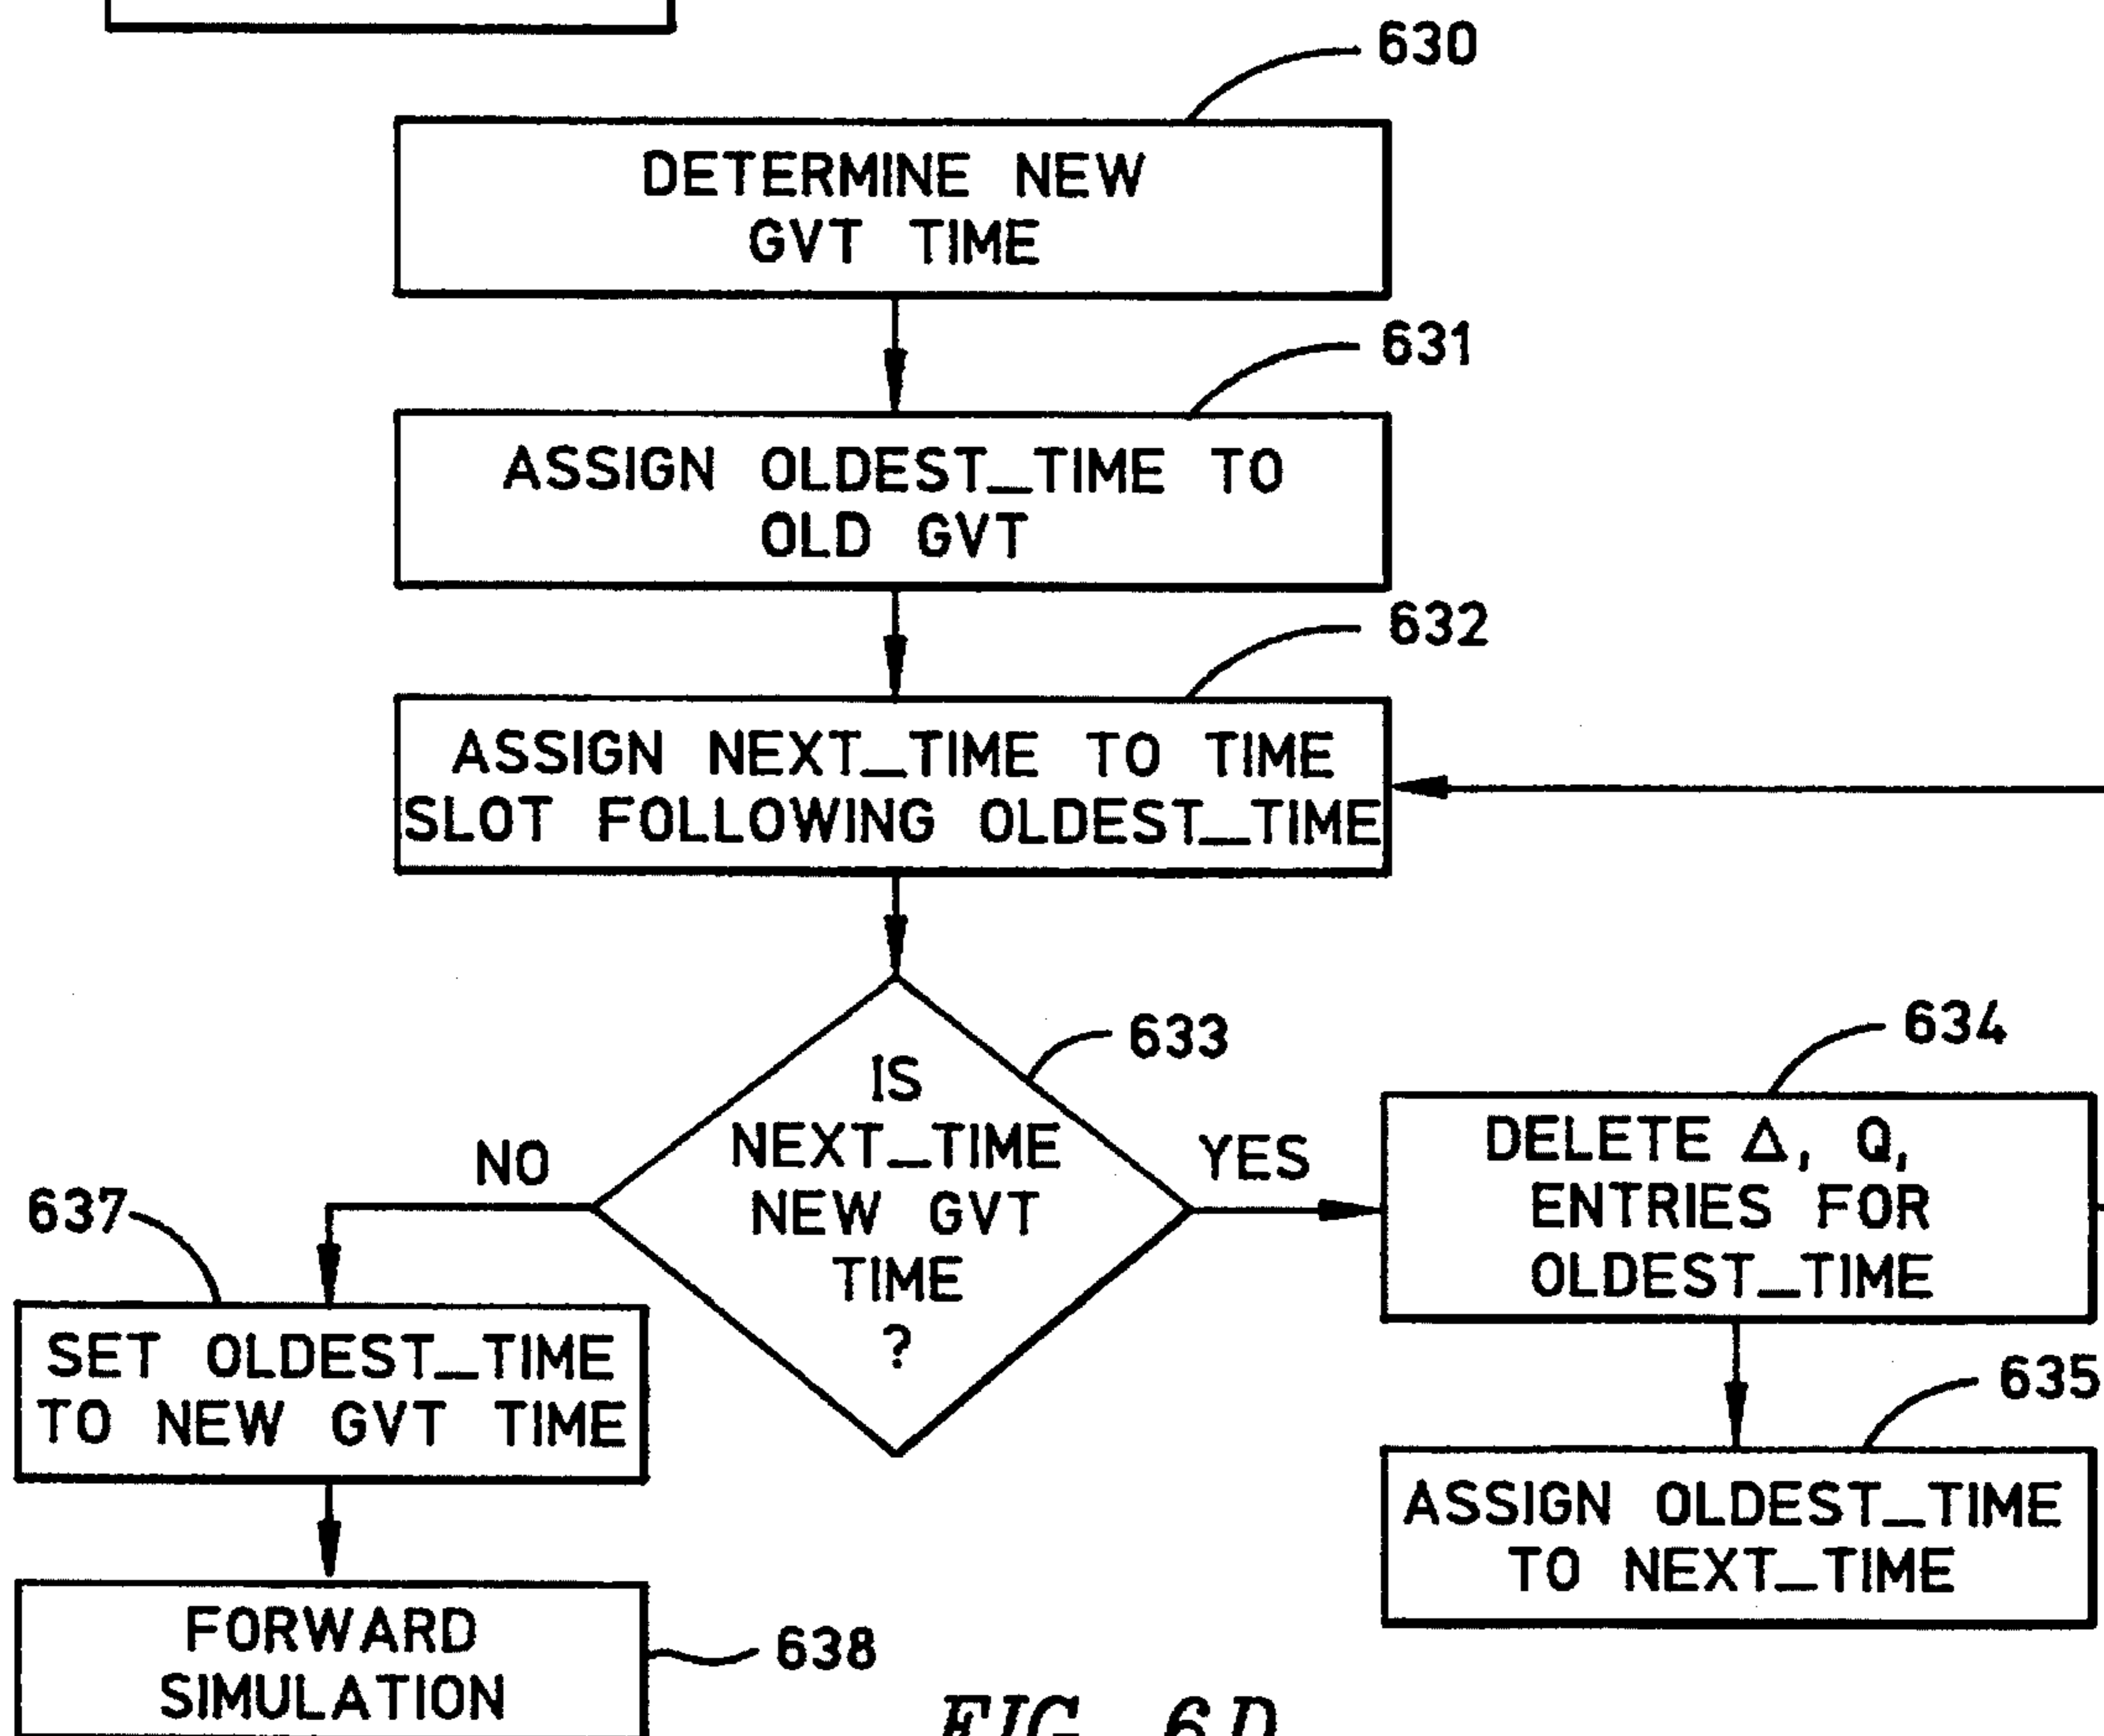 630
DETERMINE NEW
GVT TIME
631
ASSIGN OLDEST_TIME TO
OLD GVT
632
ASSIGN NEXT_TIME TO TIME
SLOT FOLLOWING OLDEST_TIME
633
IS
NEXT_TIME
NEW GVT
TIME
?
NO
YES
634
DELETE Δ, Q,
ENTRIES FOR
OLDEST_TIME
635
ASSIGN OLDEST_TIME
TO NEXT_TIME
637
SET OLDEST_TIME
TO NEW GVT TIME
FORWARD
SIMULATION
638
FIG. 6D